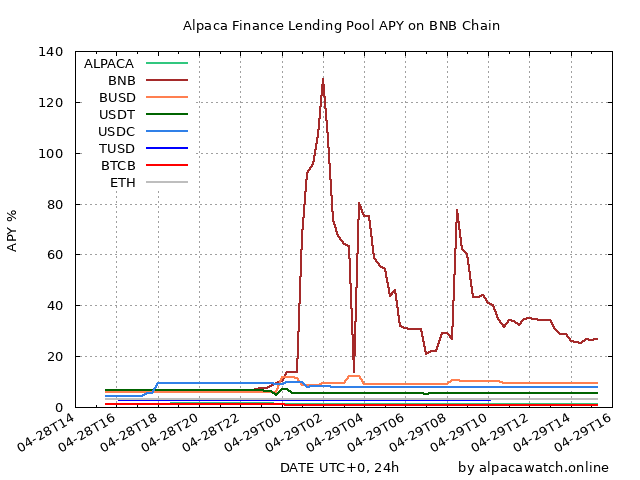 Alpaca Finance Lending Pool APY on BNB Chain
140
120
100
80
60
40
20
0
APY %
ALPACA
BNB
BUSD
USDT
USDC
TUSD
BTCB
ETH
04-28T14
04-28T16
04-28T18
04-28T20
04-28T22
04-29T00
04-29T02
04-29T04
04-29T06
04-29T08
04-29T10
04-29T12
04-29T14
04-29T16
DATE UTC+0, 24h
by alpacawatch.online